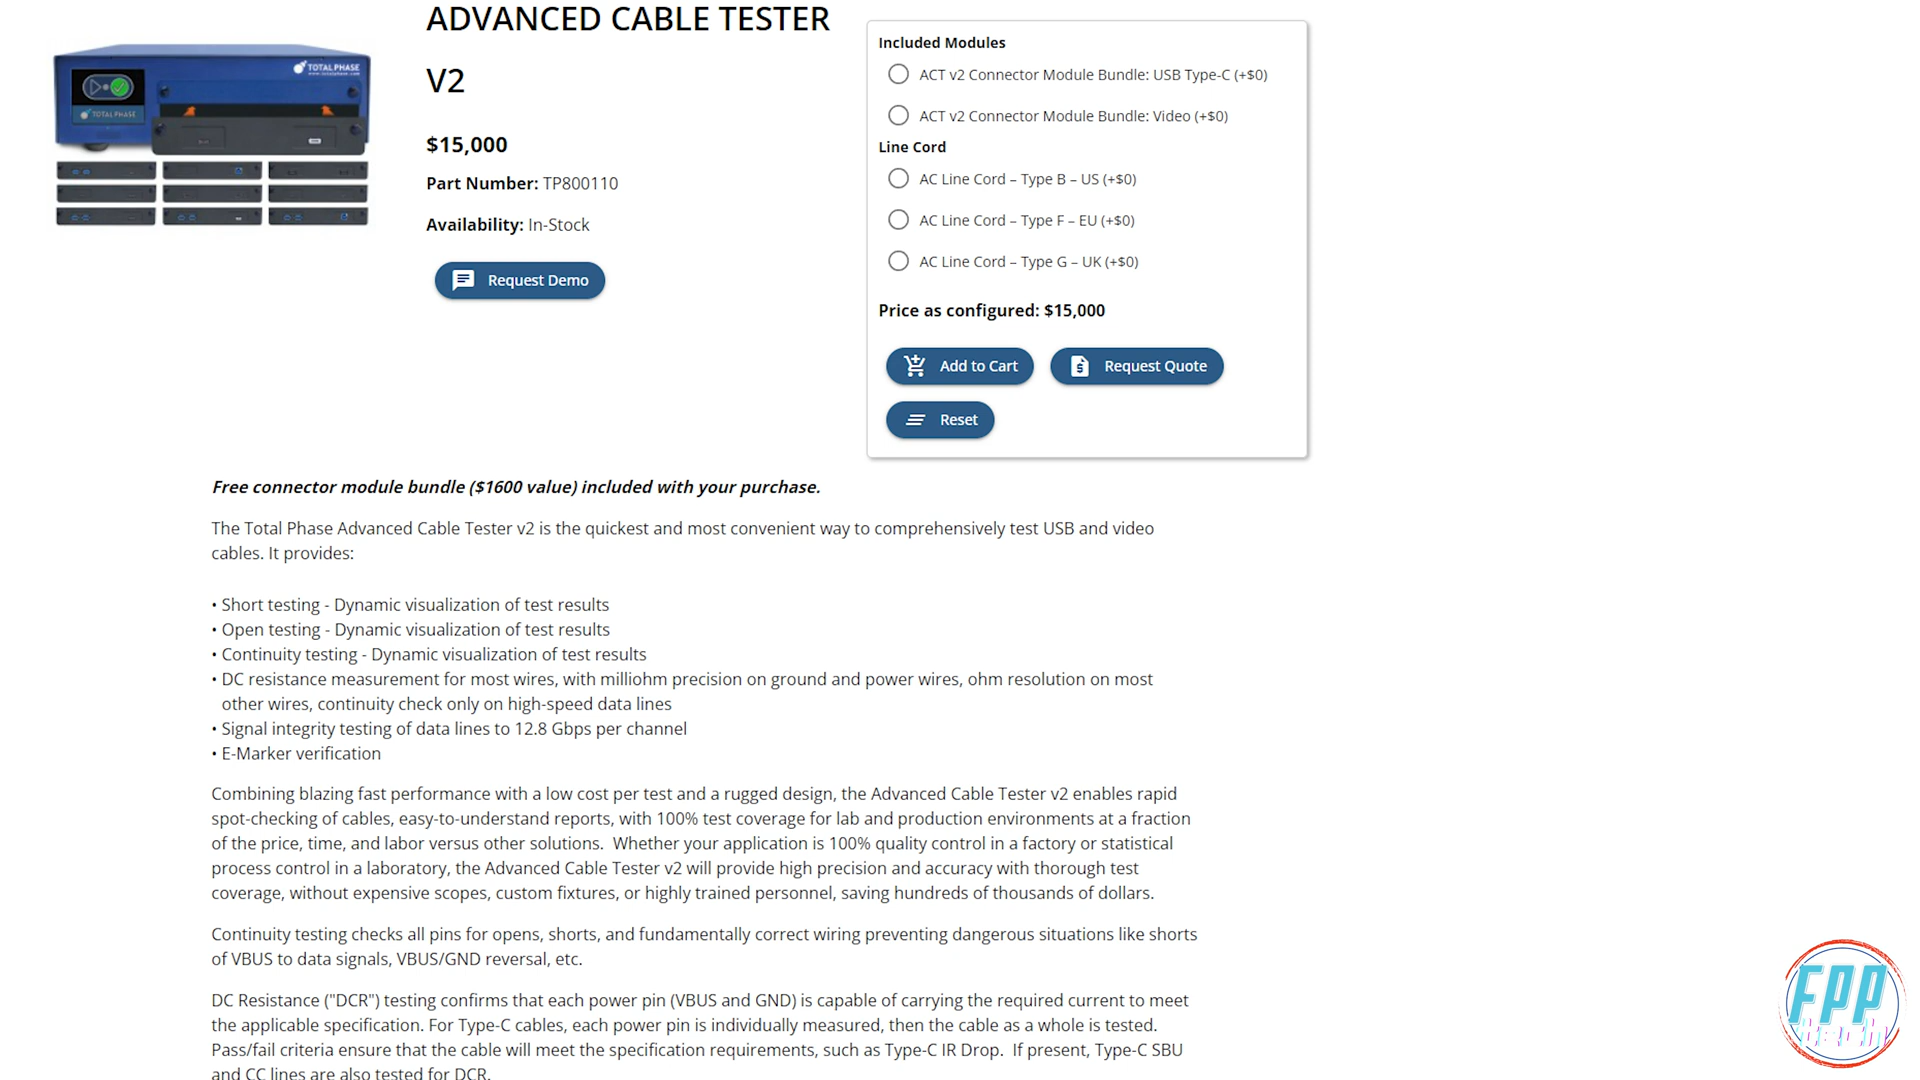 ADVANCED CABLE TESTER
V2
$15,000
Part Number: TP800110
Availability: In-Stock
Request Demo
TOTAL PHASE
www.totalphase.com
TOTAL PHASE
Included Modules
ACT v2 Connector Module Bundle: USB Type-C (+$0)
ACT v2 Connector Module Bundle: Video (+$0)
Line Cord
AC Line Cord – Type B – US (+$0)
AC Line Cord – Type F – EU (+$0)
AC Line Cord – Type G – UK (+$0)
Price as configured: $15,000
Add to Cart
Request Quote
Reset
Free connector module bundle ($1600 value) included with your purchase.
The Total Phase Advanced Cable Tester v2 is the quickest and most convenient way to comprehensively test USB and video
cables. It provides:
• Short testing - Dynamic visualization of test results
• Open testing - Dynamic visualization of test results
• Continuity testing - Dynamic visualization of test results
• DC resistance measurement for most wires, with milliohm precision on ground and power wires, ohm resolution on most
other wires, continuity check only on high-speed data lines
• Signal integrity testing of data lines to 12.8 Gbps per channel
• E-Marker verification
Combining blazing fast performance with a low cost per test and a rugged design, the Advanced Cable Tester v2 enables rapid
spot-checking of cables, easy-to-understand reports, with 100% test coverage for lab and production environments at a fraction
of the price, time, and labor versus other solutions. Whether your application is 100% quality control in a factory or statistical
process control in a laboratory, the Advanced Cable Tester v2 will provide high precision and accuracy with thorough test
coverage, without expensive scopes, custom fixtures, or highly trained personnel, saving hundreds of thousands of dollars.
Continuity testing checks all pins for opens, shorts, and fundamentally correct wiring preventing dangerous situations like shorts
of VBUS to data signals, VBUS/GND reversal, etc.
DC Resistance ("DCR") testing confirms that each power pin (VBUS and GND) is capable of carrying the required current to meet
the applicable specification. For Type-C cables, each power pin is individually measured, then the cable as a whole is tested.
Pass/fail criteria ensure that the cable will meet the specification requirements, such as Type-C IR Drop. If present, Type-C SBU
and CC lines are also tested for DCR.
FPP